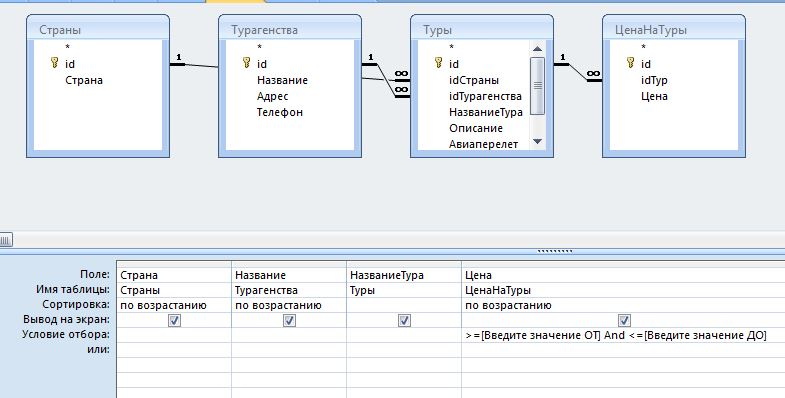 Страны
*
id
Страна
Турагенства
*
id
Название
Адрес
Телефон
Туры
*
id
idСтраны
idТурагенства
НазваниеТура
Описание
Авиаперелет
ЦенаНаТуры
*
id
idТур
Цена
1
1
∞
∞
1
∞
Поле: Страна Название НазваниеТура Цена
Имя таблицы: Страны Турагенства Туры ЦенаНаТуры
Сортировка: по возрастанию по возрастанию по возрастанию
Вывод на экран:
Условие отбора: >=[Введите значение ОТ] And <=[Введите значение ДО]
или: